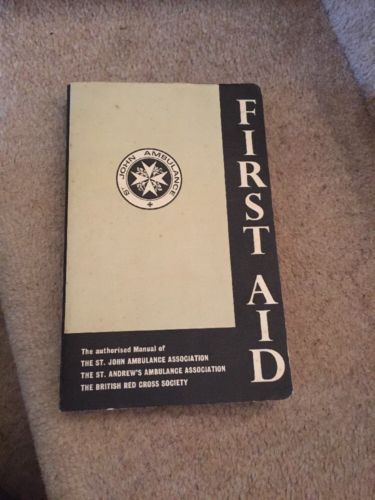 FIRST AID
ST JOHN AMBULANCE
The authorised Manual of
THE ST. JOHN AMBULANCE ASSOCIATION
THE ST. ANDREW'S AMBULANCE ASSOCIATION
THE BRITISH RED CROSS SOCIETY